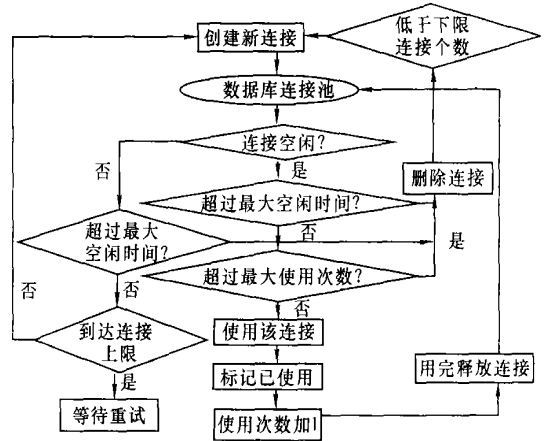 创建新连接
低于下限
连接个数
数据库连接池
连接空闲?
否
是
删除连接
超过最大空闲时间?
超过最大
空闲时间?
否
是
超过最大使用次数?
否
否
否
到达连接
上限
使用该连接
是
标记已使用
用完释放连接
等待重试
使用次数加1